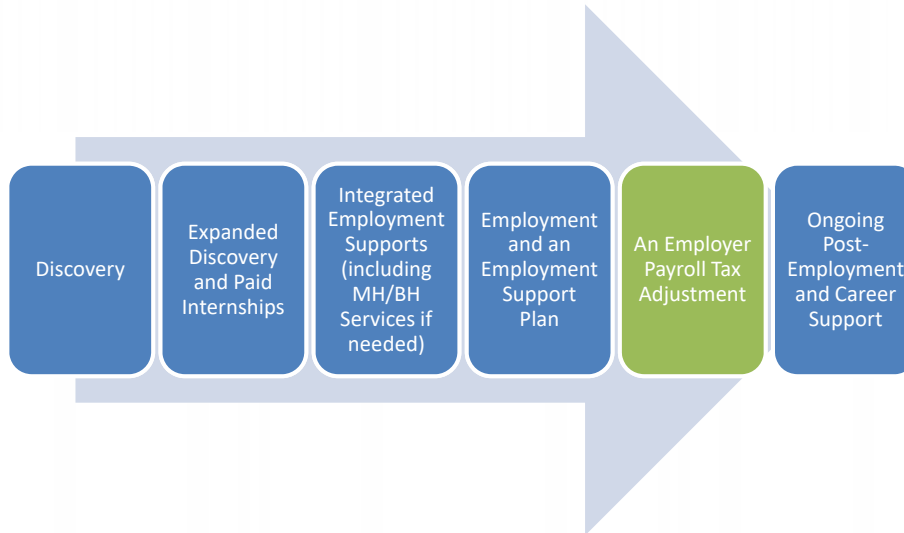 Discovery
Expanded
Discovery
and Paid
Internships
Integrated
Employment
Supports
(including
MH/BH
Services if
needed)
Employment
and an
Employment
Support
Plan
An Employer
Payroll Tax
Adjustment
Ongoing
Post-
Employment
and Career
Support